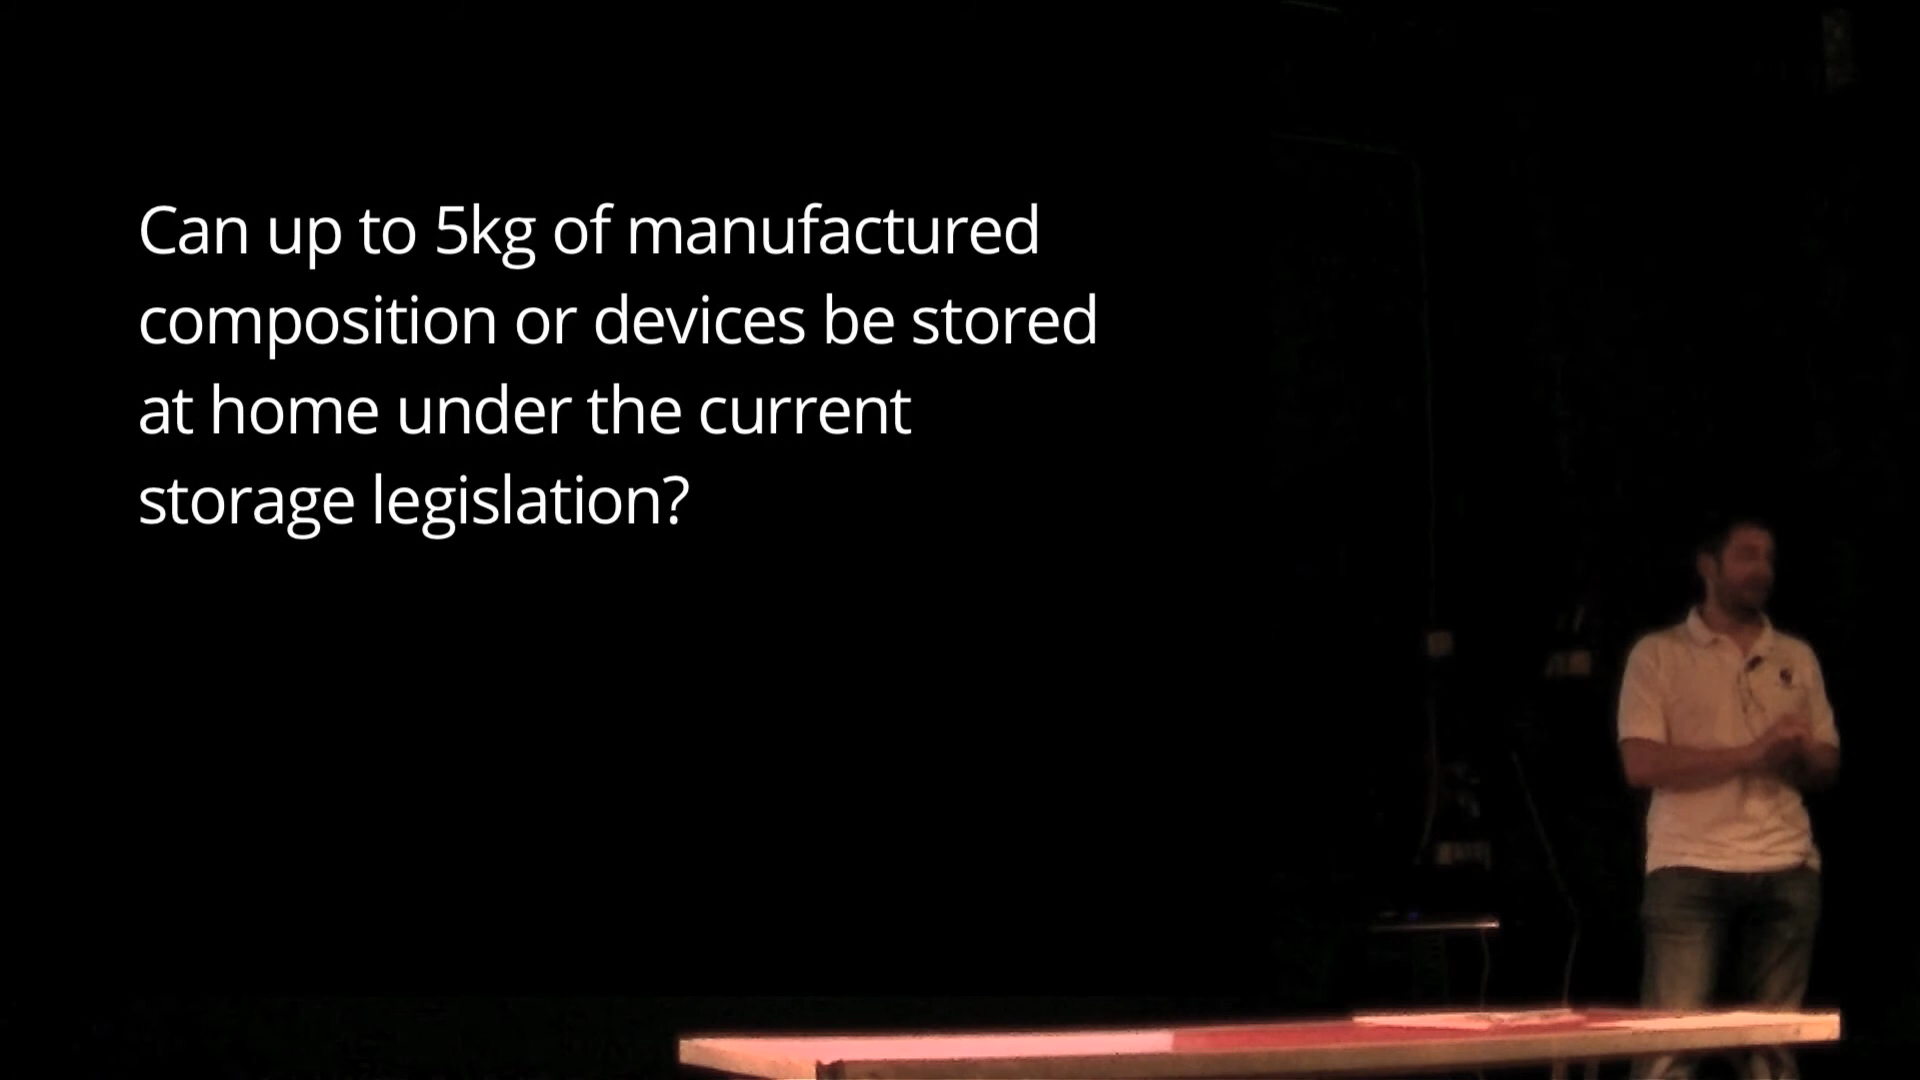 Can up to 5kg of manufactured
composition or devices be stored
at home under the current
storage legislation?